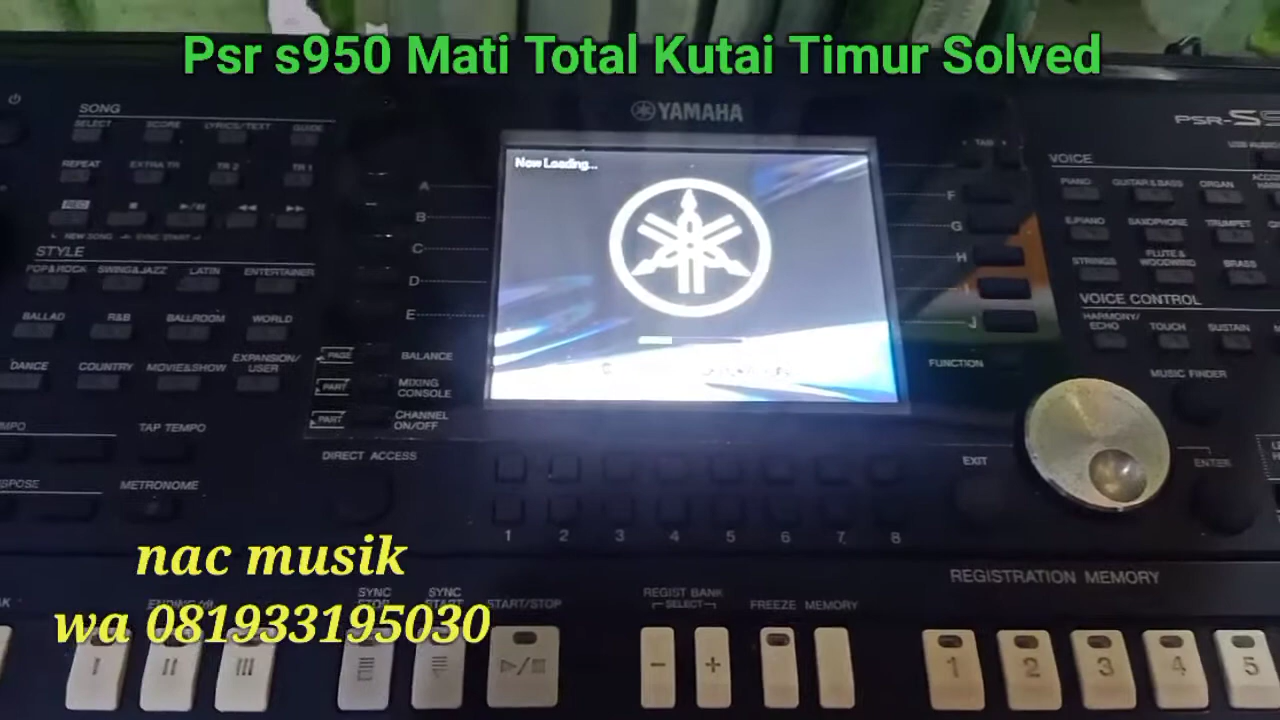 Psr s950 Mati Total Kutai Timur Solved
YAMAHA
PSR-S
SONG
SELECT SCORE LYRICS/TEXT GUIDE
REPEAT EXTRA TR TR 2 TR 1
REC
NEW SONG SYNC START
STYLE
POP&ROCK SWING&JAZZ LATIN ENTERTAINER
BALLAD R&B BALLROOM WORLD
DANCE COUNTRY MOVIE&SHOW EXPANSION/
USER
TAP TEMPO
METRONOME
A
B
C
D
E
PAGE BALANCE
PART MIXING
CONSOLE
PART CHANNEL
ON/OFF
DIRECT ACCESS
Now Loading...
TAB
F
G
H
I
J
FUNCTION
VOICE
PIANO GUITAR&BASS ORGAN
E.PIANO SAXOPHONE TRUMPET
STRINGS FLUTE &
WOODWIND BRASS
VOICE CONTROL
HARMONY/
ECHO TOUCH SUSTAIN
MUSIC FINDER
EXIT
ENTER
1 2 3 4 5 6 7 8
nac musik
wa 081933195030
SYNC
STOP
SYNC
START
START/STOP
REGIST BANK
SELECT
FREEZE MEMORY
REGISTRATION MEMORY
I II III
- +
1 2 3 4 5